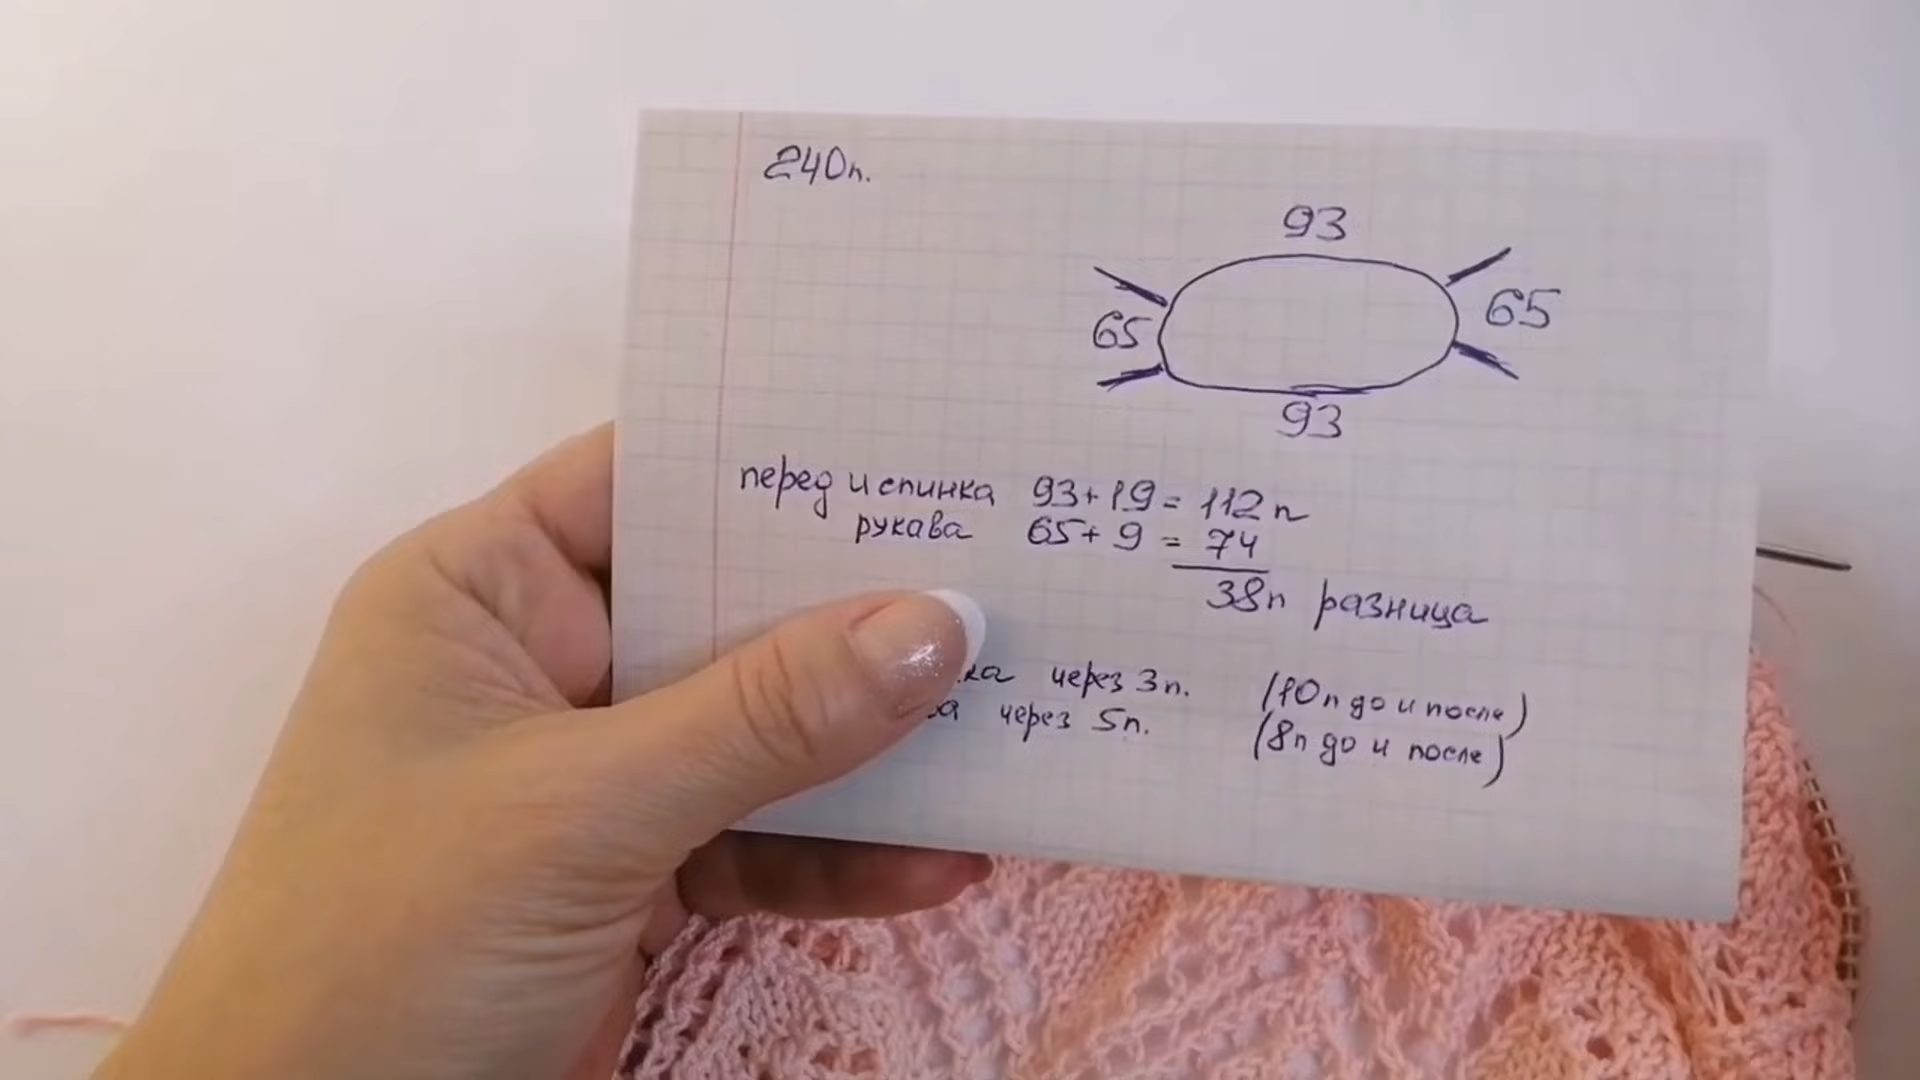 240п.
93
65
65
93
перед и спинка 93+19 = 112п
рукава 65+9 = 74
38п разница
через 3п. (10п до и после)
через 5п. (8п до и после)